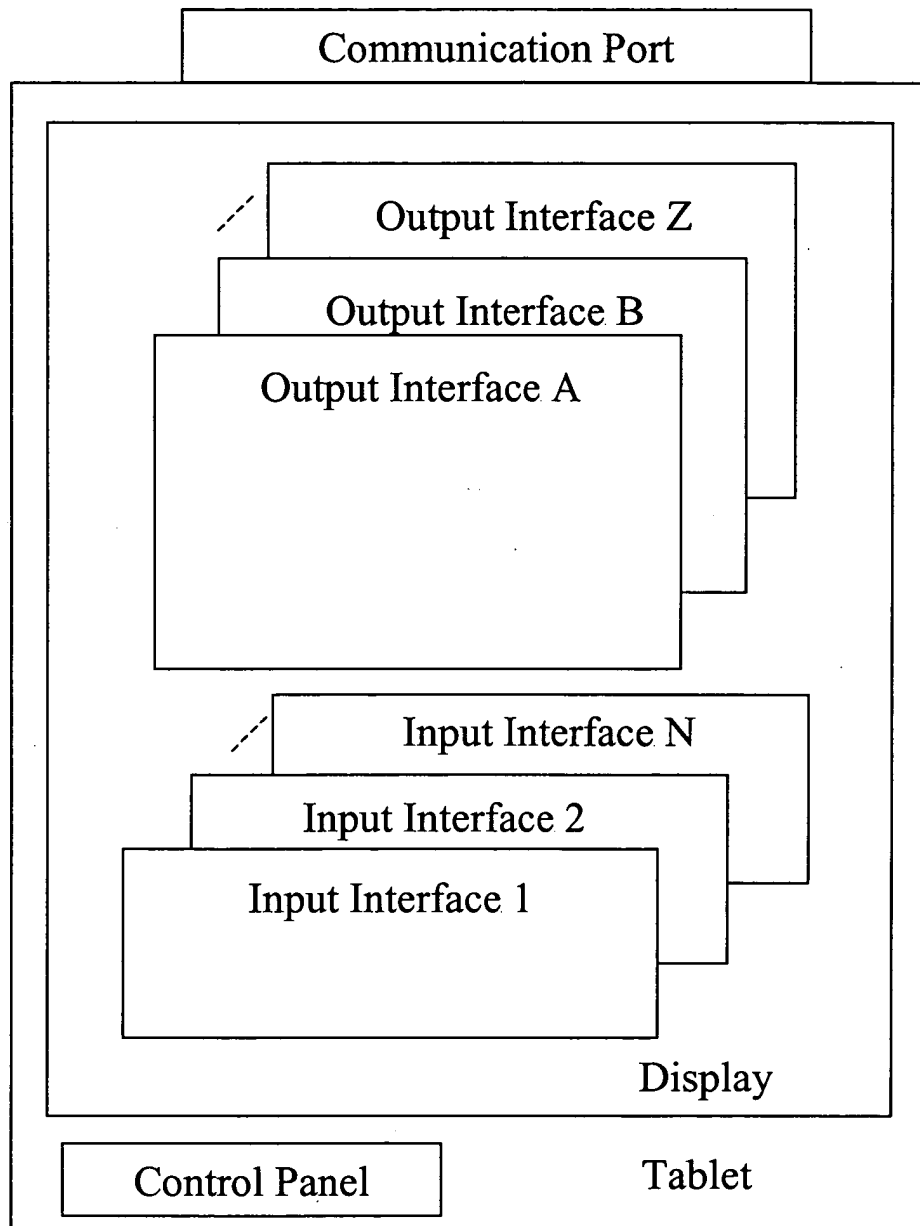 Communication Port
Output Interface Z
Output Interface B
Output Interface A
Input Interface N
Input Interface 2
Input Interface 1
Display
Control Panel
Tablet